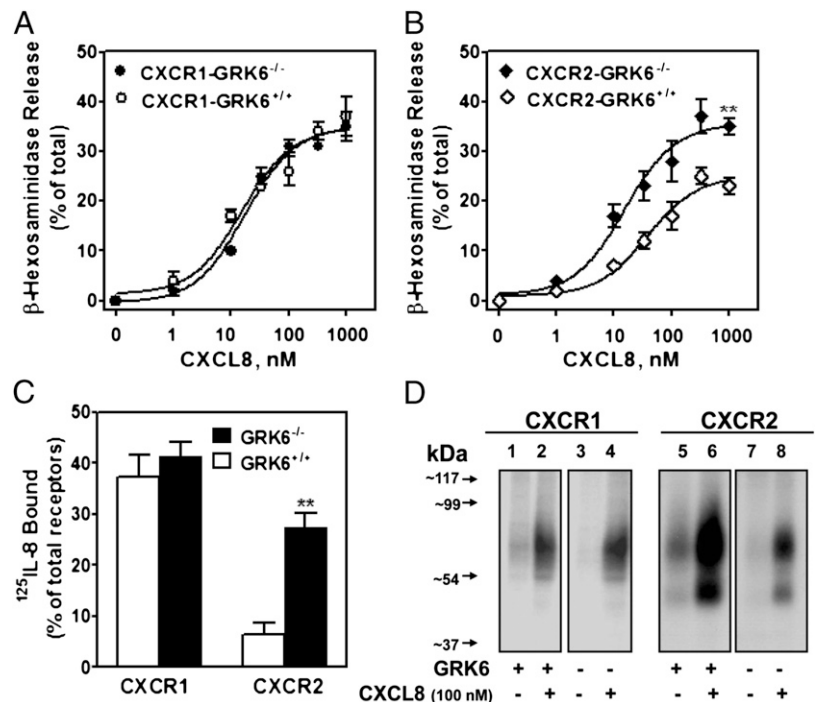 A
β-Hexosaminidase Release
(% of total)
50
40
30
20
10
0
CXCR1-GRK6-/-
CXCR1-GRK6+/+
0 1 10 100 1000
CXCL8, nM
B
β-Hexosaminidase Release
(% of total)
50
40
30
20
10
0
CXCR2-GRK6-/-
CXCR2-GRK6+/+
**
0 1 10 100 1000
CXCL8, nM
C
125IL-8 Bound
(% of total receptors)
50
40
30
20
10
0
GRK6-/-
GRK6+/+
**
CXCR1 CXCR2
D
CXCR1 CXCR2
kDa 1 2 3 4 5 6 7 8
~117
~99
~54
~37
GRK6 + + - - + + - -
CXCL8 (100 nM) - + - + - + - +